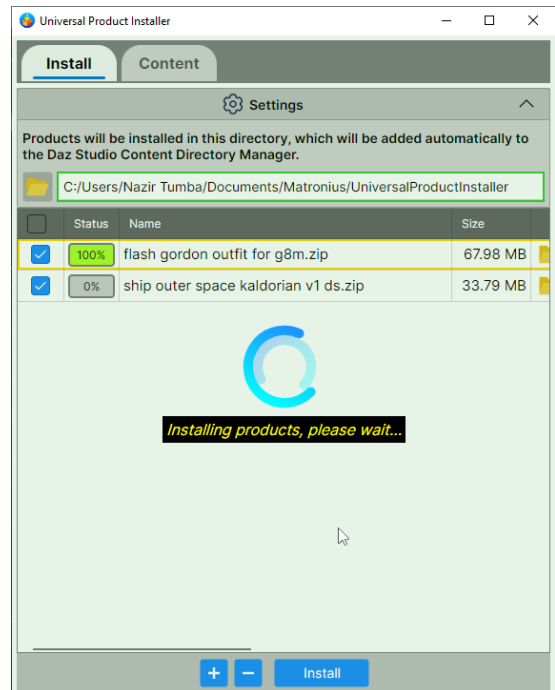 Universal Product Installer
Install
Content
Settings
Products will be installed in this directory, which will be added automatically to
the Daz Studio Content Directory Manager.
C:/Users/Nazir Tumba/Documents/Matronius/UniversalProductInstaller
Status Name Size
100% flash gordon outfit for g8m.zip 67.98 MB
0% ship outer space kaldorian v1 ds.zip 33.79 MB
Installing products, please wait...
+ − Install